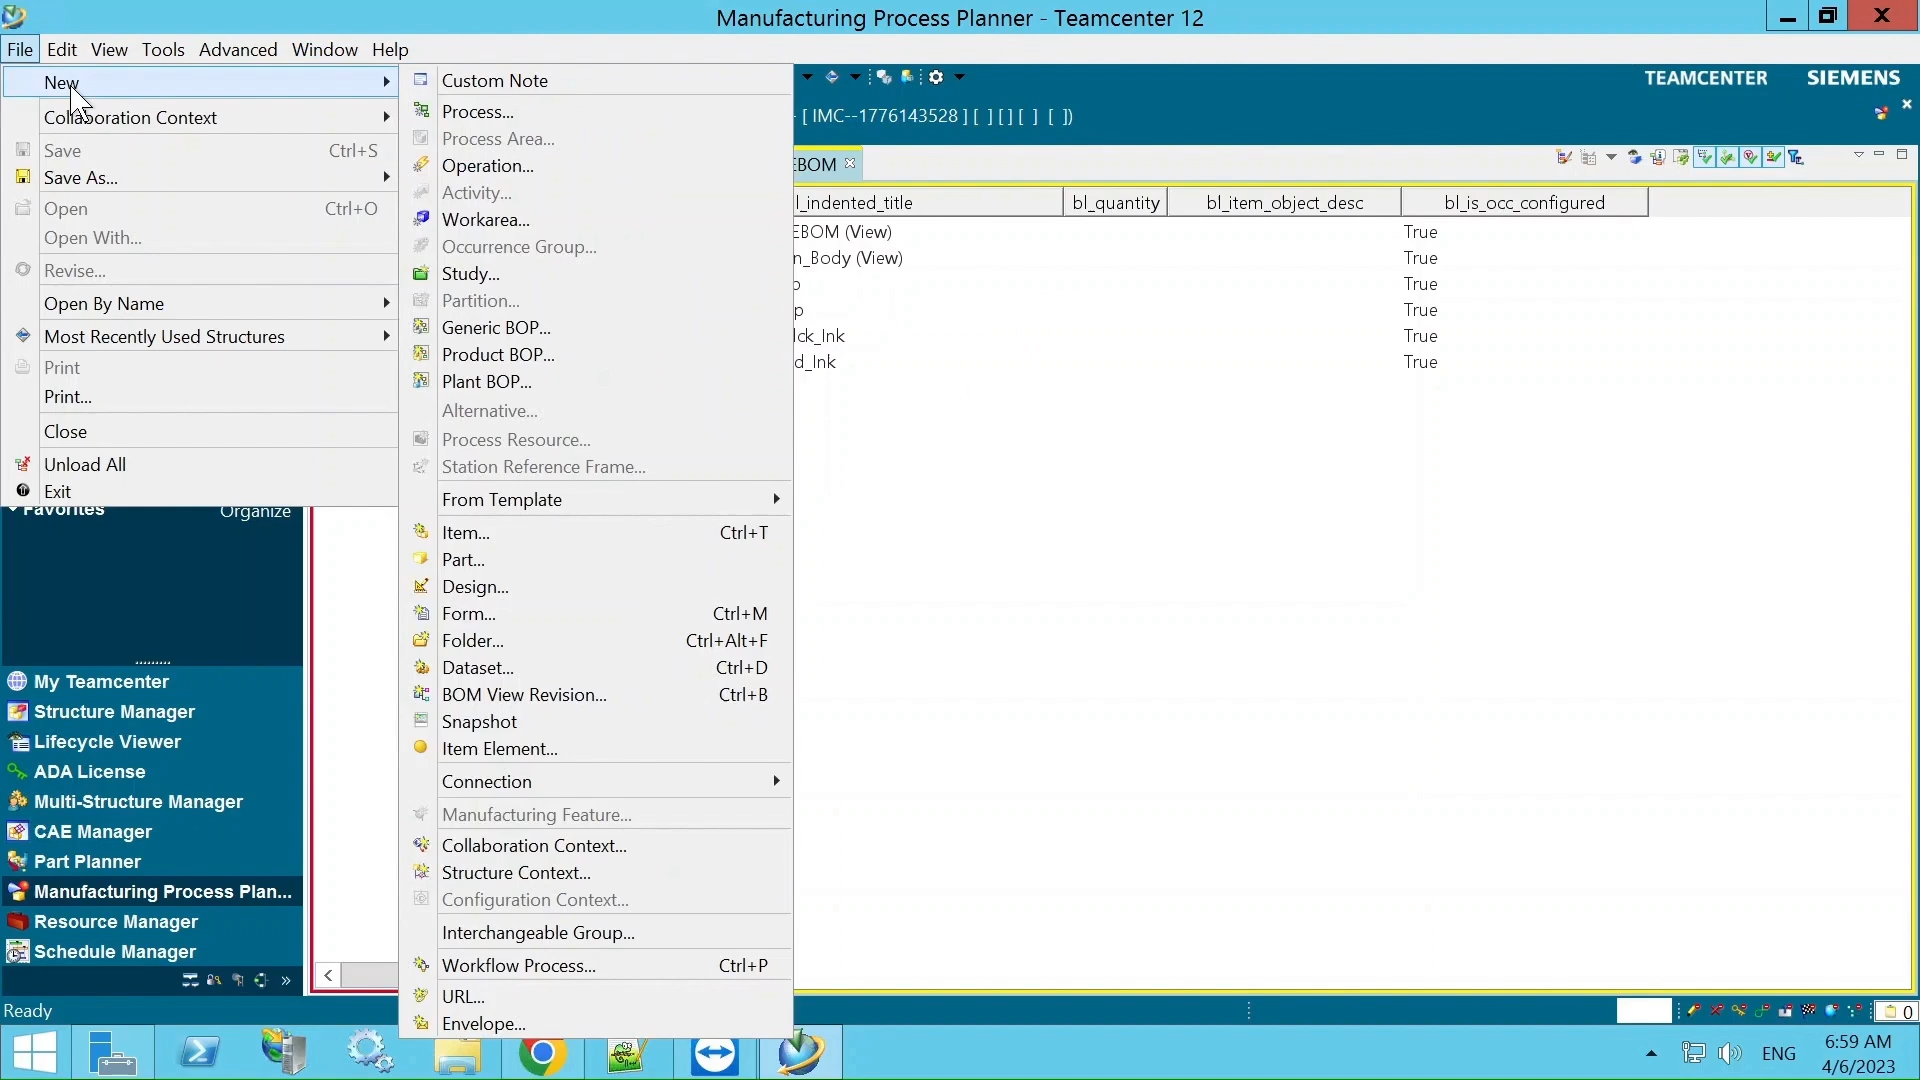 Manufacturing Process Planner - Teamcenter 12
File Edit View Tools Advanced Window Help
TEAMCENTER SIEMENS
- [ IMC--1776143528 ] [ ] [ ] [ ] [ ])
New
Collaboration Context
Save Ctrl+S
Save As...
Open Ctrl+O
Open With...
Revise...
Open By Name
Most Recently Used Structures
Print
Print...
Close
Unload All
Exit
Custom Note
Process...
Process Area...
Operation...
Activity...
Workarea...
Occurrence Group...
Study...
Partition...
Generic BOP...
Product BOP...
Plant BOP...
Alternative...
Process Resource...
Station Reference Frame...
From Template
Item... Ctrl+T
Part...
Design...
Form... Ctrl+M
Folder... Ctrl+Alt+F
Dataset... Ctrl+D
BOM View Revision... Ctrl+B
Snapshot
Item Element...
Connection
Manufacturing Feature...
Collaboration Context...
Structure Context...
Configuration Context...
Interchangeable Group...
Workflow Process... Ctrl+P
URL...
Envelope...
EBOM
l_indented_title bl_quantity bl_item_object_desc bl_is_occ_configured
EBOM (View) True
n_Body (View) True
p True
p True
lck_Ink True
d_Ink True
Favorites Organize
My Teamcenter
Structure Manager
Lifecycle Viewer
ADA License
Multi-Structure Manager
CAE Manager
Part Planner
Manufacturing Process Plan...
Resource Manager
Schedule Manager
Ready
0
ENG
6:59 AM
4/6/2023